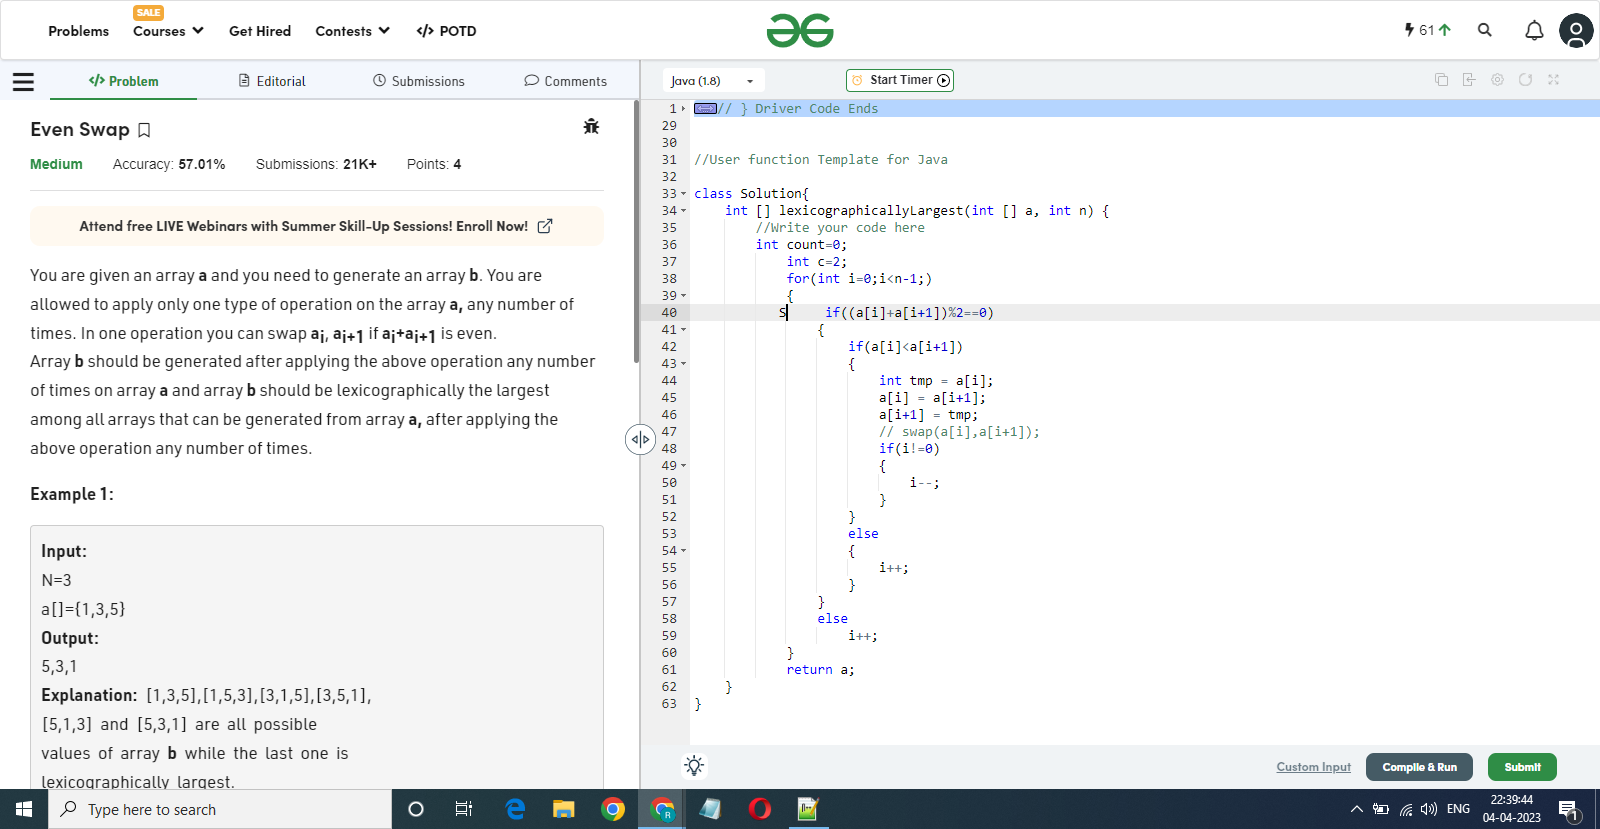 SALE
Problems Courses Get Hired Contests </> POTD
61
</> Problem Editorial Submissions Comments
Even Swap
Medium Accuracy: 57.01% Submissions: 21K+ Points: 4
Attend free LIVE Webinars with Summer Skill-Up Sessions! Enroll Now!
You are given an array a and you need to generate an array b. You are
allowed to apply only one type of operation on the array a, any number of
times. In one operation you can swap ai, ai+1 if ai+ai+1 is even.
Array b should be generated after applying the above operation any number
of times on array a and array b should be lexicographically the largest
among all arrays that can be generated from array a, after applying the
above operation any number of times.
Example 1:
Input:
N=3
a[]={1,3,5}
Output:
5,3,1
Explanation: [1,3,5],[1,5,3],[3,1,5],[3,5,1],
[5,1,3] and [5,3,1] are all possible
values of array b while the last one is
lexicographically largest.
Java (1.8) Start Timer
1 // } Driver Code Ends
29
30
31 //User function Template for Java
32
33 class Solution{
34 int [] lexicographicallyLargest(int [] a, int n) {
35 //Write your code here
36 int count=0;
37 int c=2;
38 for(int i=0;i<n-1;)
39 {
40 S if((a[i]+a[i+1])%2==0)
41 {
42 if(a[i]<a[i+1])
43 {
44 int tmp = a[i];
45 a[i] = a[i+1];
46 a[i+1] = tmp;
47 // swap(a[i],a[i+1]);
48 if(i!=0)
49 {
50 i--;
51 }
52 }
53 else
54 {
55 i++;
56 }
57 }
58 else
59 i++;
60 }
61 return a;
62 }
63 }
Custom Input Compile & Run Submit
Type here to search
ENG
22:39:44
04-04-2023
1